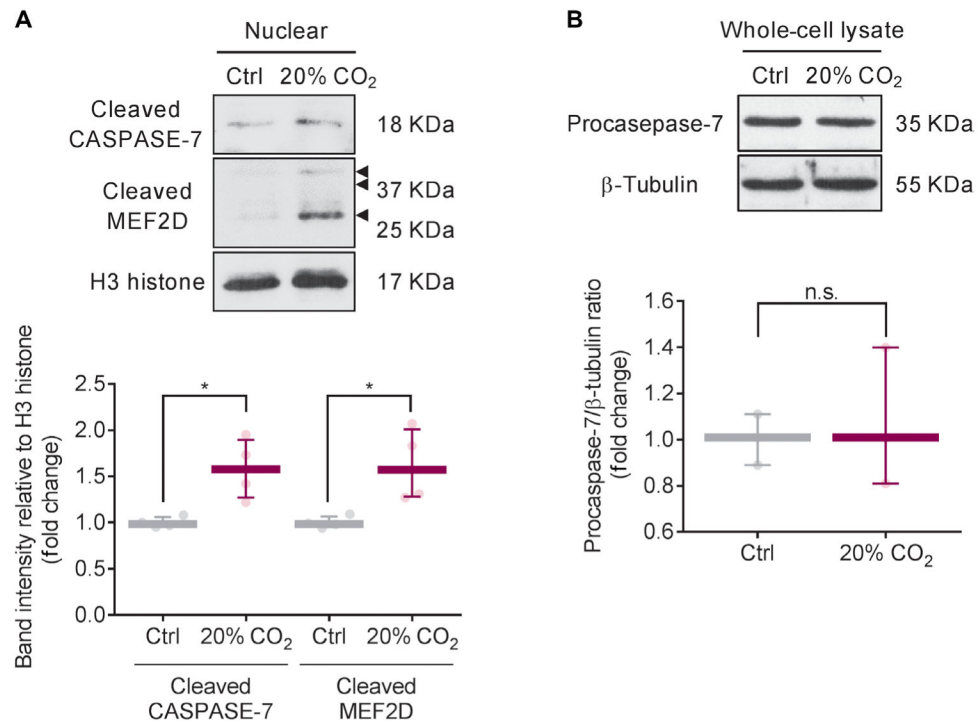 A
Nuclear
Ctrl 20% CO₂
Cleaved
CASPASE-7
18 KDa
Cleaved
MEF2D
37 KDa
25 KDa
H3 histone
17 KDa
Band intensity relative to H3 histone
(fold change)
2.5
2.0
1.5
1.0
0.5
0.0
*
*
Ctrl 20% CO₂ Ctrl 20% CO₂
Cleaved
CASPASE-7
Cleaved
MEF2D
B
Whole-cell lysate
Ctrl 20% CO₂
Procasepase-7
35 KDa
β-Tubulin
55 KDa
Procaspase-7/β-tubulin ratio
(fold change)
1.6
1.4
1.2
1.0
0.8
0.6
n.s.
Ctrl 20% CO₂